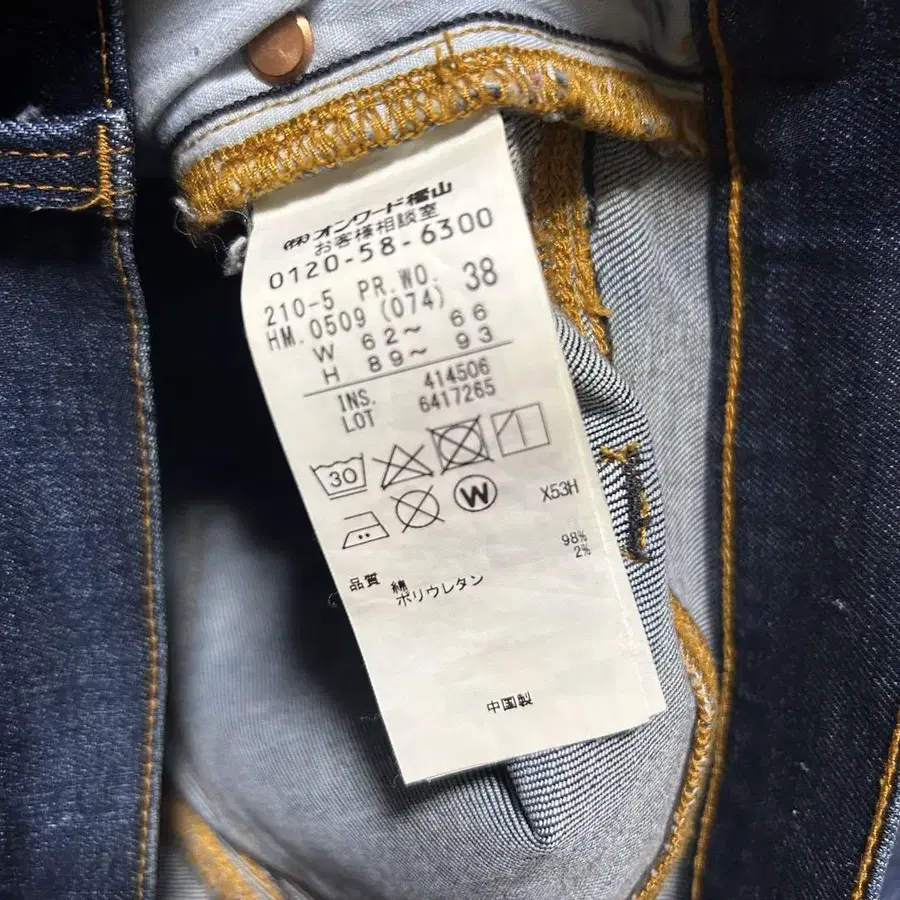 ㈱オンワード樫山
お客様相談室
0120-58-6300
210-5 PR.WO. 38
HM.0509 (074)
W 62～ 66
H 89～ 93
INS. 414506
LOT 6417265
30
W
X53H
品質 綿 98%
ポリウレタン 2%
中国製